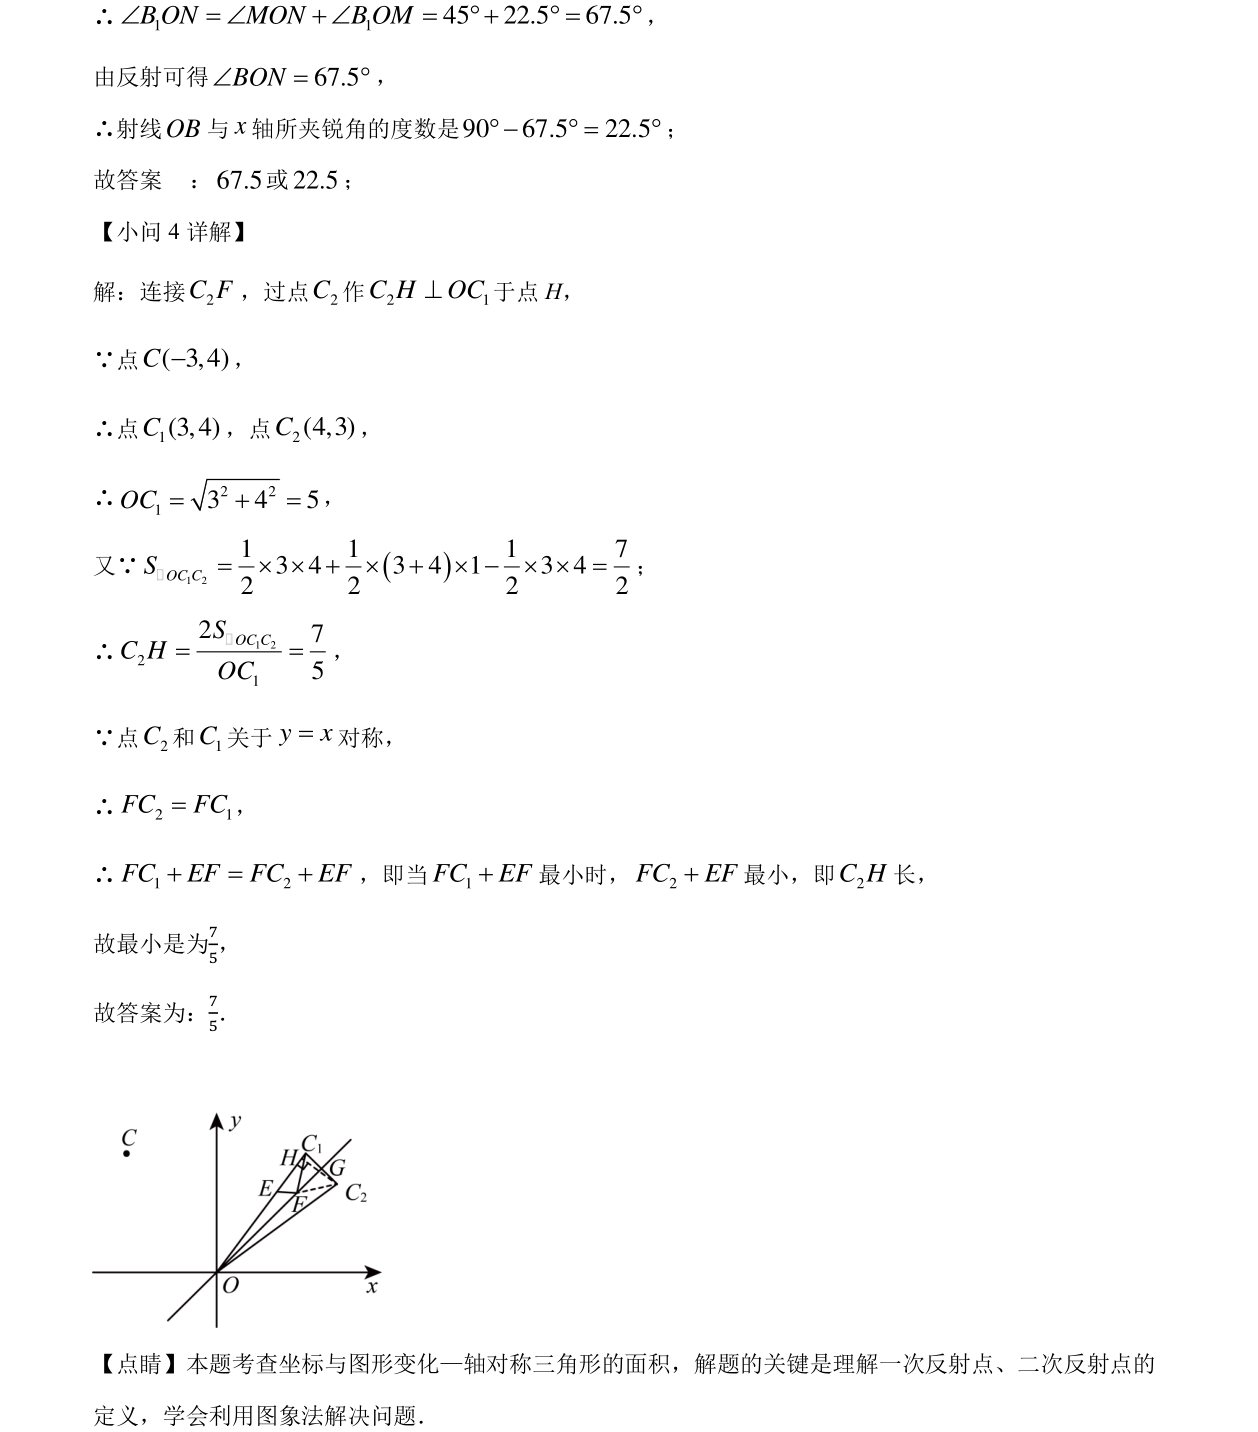 ∴∠B₁ON=∠MON+∠B₁OM=45°+22.5°=67.5°，
由反射可得∠BON=67.5°，
∴射线OB与x轴所夹锐角的度数是90°−67.5°=22.5°；
故答案 ：67.5或22.5；
【小问 4 详解】
解：连接C₂F，过点C₂作C₂H⊥OC₁于点 H，
∵点C(−3,4)，
∴点C₁(3,4)，点C₂(4,3)，
∴OC₁=√(3²+4²)=5，
又∵S□OC₁C₂=1/2×3×4+1/2×(3+4)×1−1/2×3×4=7/2；
∴C₂H=2S□OC₁C₂/OC₁=7/5，
∵点C₂和C₁关于y=x对称，
∴FC₂=FC₁，
∴FC₁+EF=FC₂+EF，即当FC₁+EF最小时，FC₂+EF最小，即C₂H长，
故最小是为7/5，
故答案为：7/5．
y
C
C₁
H
G
E
C₂
F
O
x
【点睛】本题考查坐标与图形变化—轴对称三角形的面积，解题的关键是理解一次反射点、二次反射点的
定义，学会利用图象法解决问题．